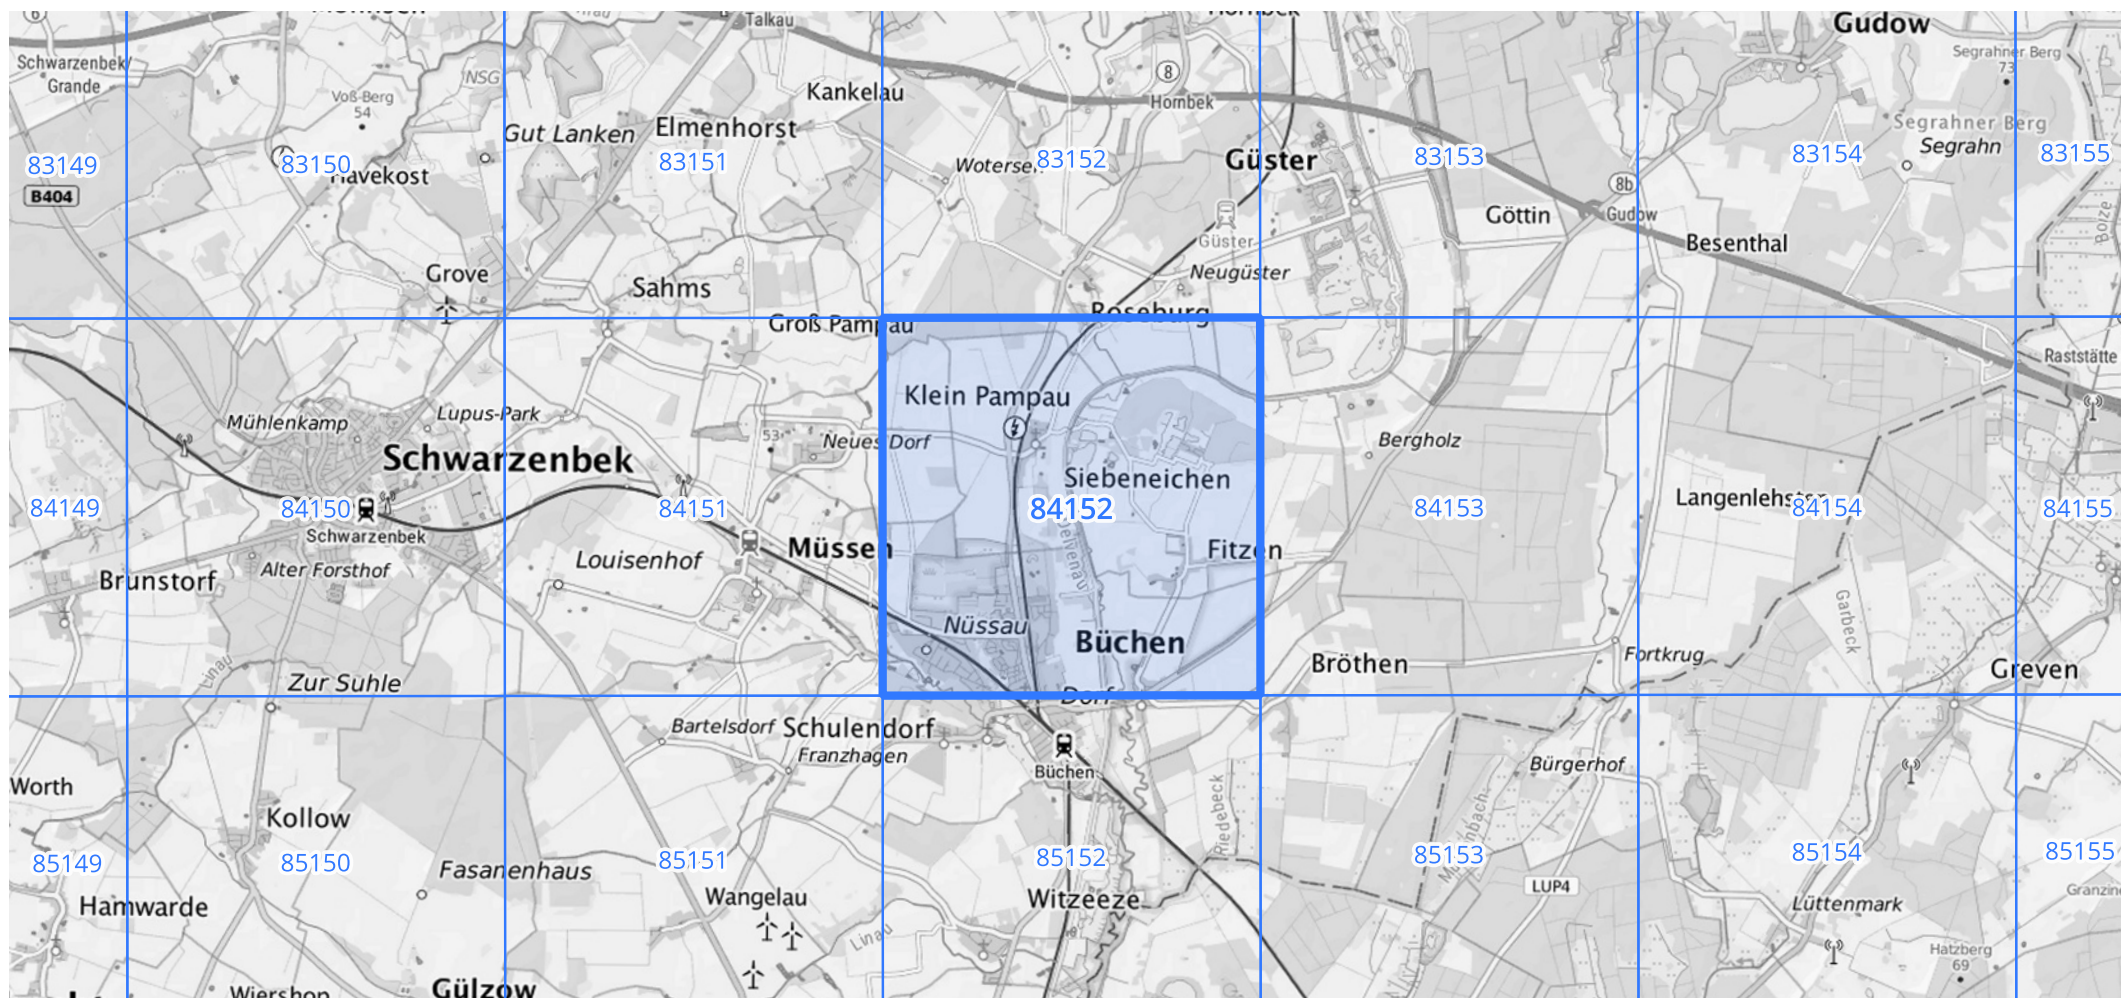 6
Talkau
8
Gudow
Schwarzenbek/
Grande
NSG
Voß-Berg
54
Kankelau
Hornbek
Segrahner Berg
73
Gut Lanken
Elmenhorst
Segrahner Berg
Segrahn
83149
83150
83151
83152
83153
83154
83155
Havekost
Güster
B404
8b
Göttin
Gudow
Boize
Güster
Besenthal
Grove
Sahms
Neugüster
Roseburg
Groß Pampau
Raststätte
Klein Pampau
Mühlenkamp
Lupus-Park
53
Neues Dorf
Bergholz
Schwarzenbek
Siebeneichen
Langenlehsten
84149
84150
84151
84152
84153
84154
84155
Schwarzenbek
Louisenhof
Müssen
Delvenau
Fitzen
Brunstorf
Alter Forsthof
Garbeck
Nüssau
Büchen
Bröthen
Fortkrug
Greven
Linau
Zur Suhle
Dorf
Bartelsdorf
Schulendorf
Franzhagen
Büchen
Bürgerhof
Worth
Riedebeck
Kollow
85149
85150
85151
85152
85153
85154
85155
Fasanenhaus
LUP4
Hamwarde
Wangelau
Witzeeze
Lüttenmark
Linau
Hatzberg
69
Wiershop
Gülzow